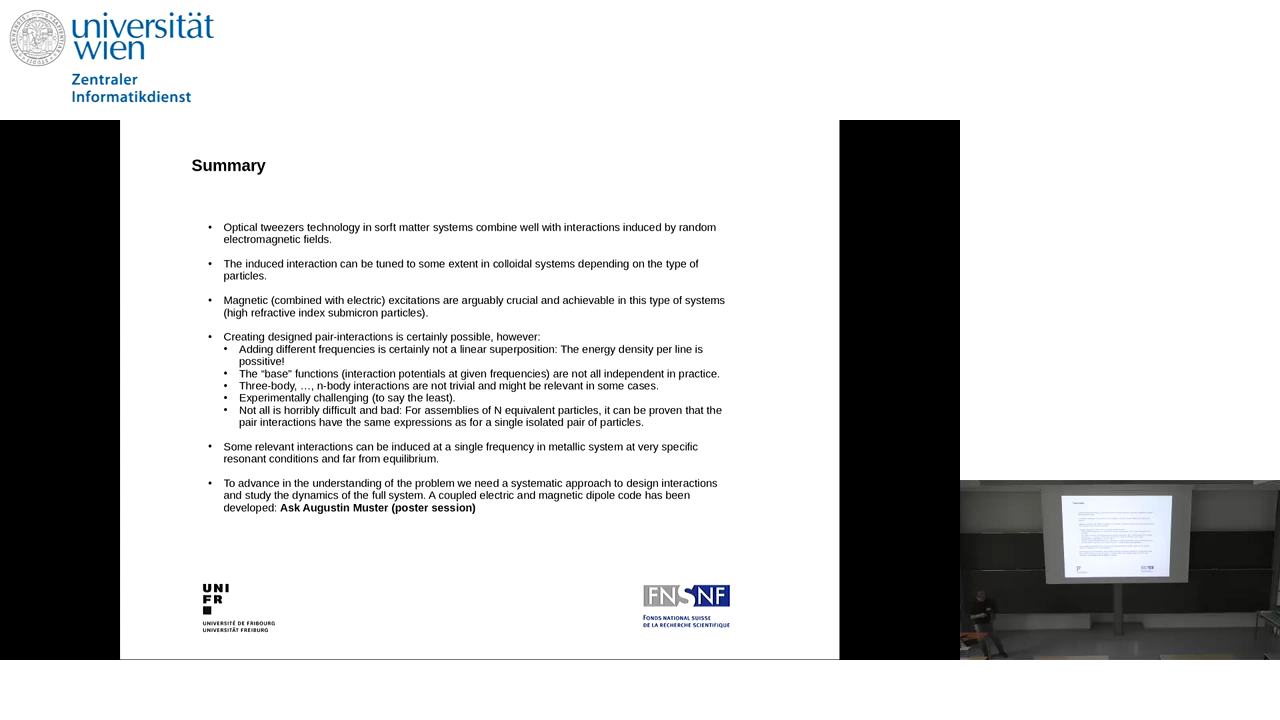 universität
wien
Zentraler
Informatikdienst
Summary
• Optical tweezers technology in sorft matter systems combine well with interactions induced by random
electromagnetic fields.
• The induced interaction can be tuned to some extent in colloidal systems depending on the type of
particles.
• Magnetic (combined with electric) excitations are arguably crucial and achievable in this type of systems
(high refractive index submicron particles).
• Creating designed pair-interactions is certainly possible, however:
• Adding different frequencies is certainly not a linear superposition: The energy density per line is
possitive!
• The “base” functions (interaction potentials at given frequencies) are not all independent in practice.
• Three-body, …, n-body interactions are not trivial and might be relevant in some cases.
• Experimentally challenging (to say the least).
• Not all is horribly difficult and bad: For assemblies of N equivalent particles, it can be proven that the
pair interactions have the same expressions as for a single isolated pair of particles.
• Some relevant interactions can be induced at a single frequency in metallic system at very specific
resonant conditions and far from equilibrium.
• To advance in the understanding of the problem we need a systematic approach to design interactions
and study the dynamics of the full system. A coupled electric and magnetic dipole code has been
developed: Ask Augustin Muster (poster session)
UNI
FR
UNIVERSITÉ DE FRIBOURG
UNIVERSITÄT FREIBURG
FNSNF
FONDS NATIONAL SUISSE
DE LA RECHERCHE SCIENTIFIQUE